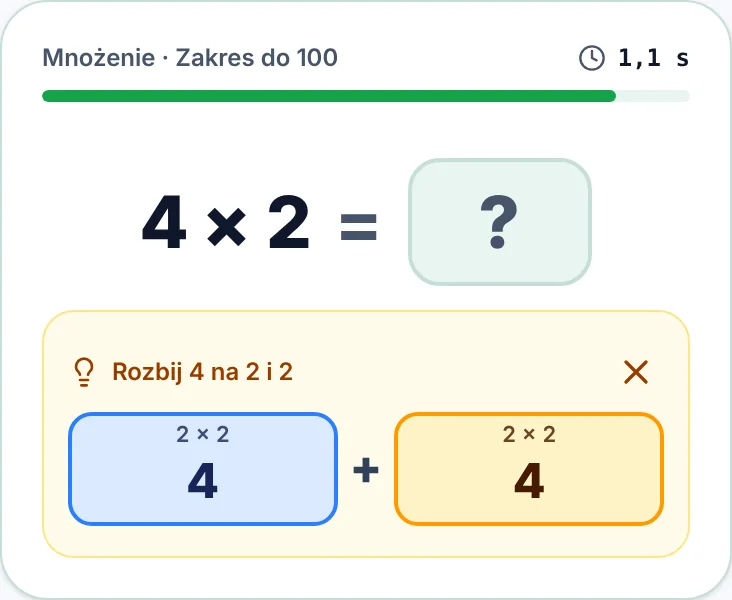 Mnożenie · Zakres do 100
1,1 s
4 × 2 = ?
Rozbij 4 na 2 i 2
2 × 2
4
+
2 × 2
4